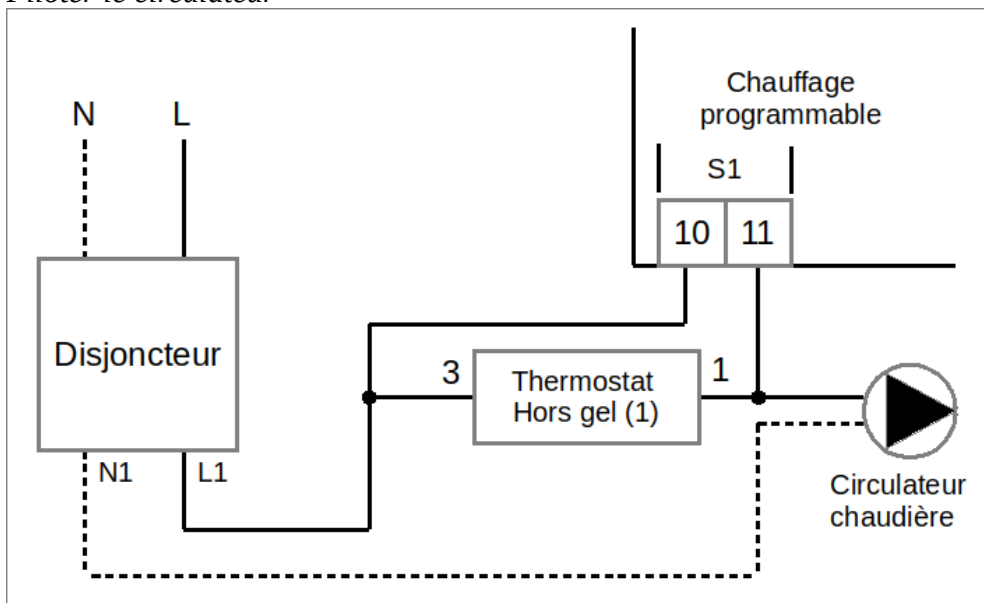 Piloter le circulateur
Chauffage
programmable
N L
S1
10 11
Disjoncteur
3
Thermostat
Hors gel (1)
1
N1 L1
Circulateur
chaudière